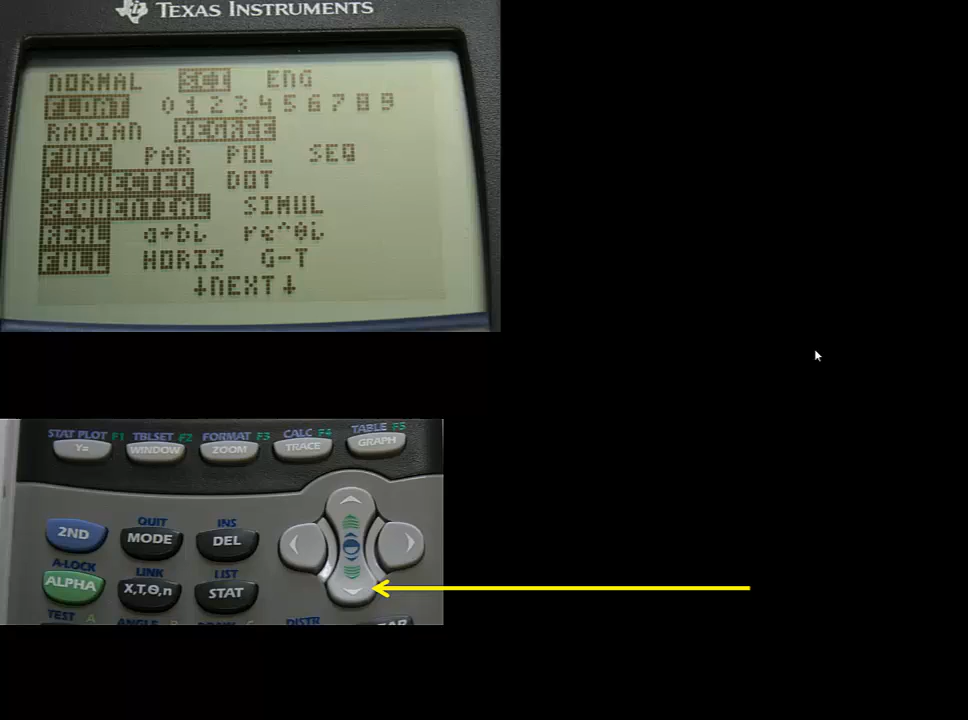 TEXAS INSTRUMENTS
NORMAL SCI ENG
FLOAT 0 1 2 3 4 5 6 7 8 9
RADIAN DEGREE
FUNC PAR POL SEQ
CONNECTED DOT
SEQUENTIAL SIMUL
REAL a+bi re^θi
FULL HORIZ G-T
↓NEXT↓
STAT PLOT F1 TBLSET F2 FORMAT F3 CALC F4 TABLE F5
Y= WINDOW ZOOM TRACE GRAPH
QUIT INS
2ND MODE DEL
A-LOCK LINK LIST
ALPHA X,T,Θ,n STAT
TEST A ANGLE B DISTR